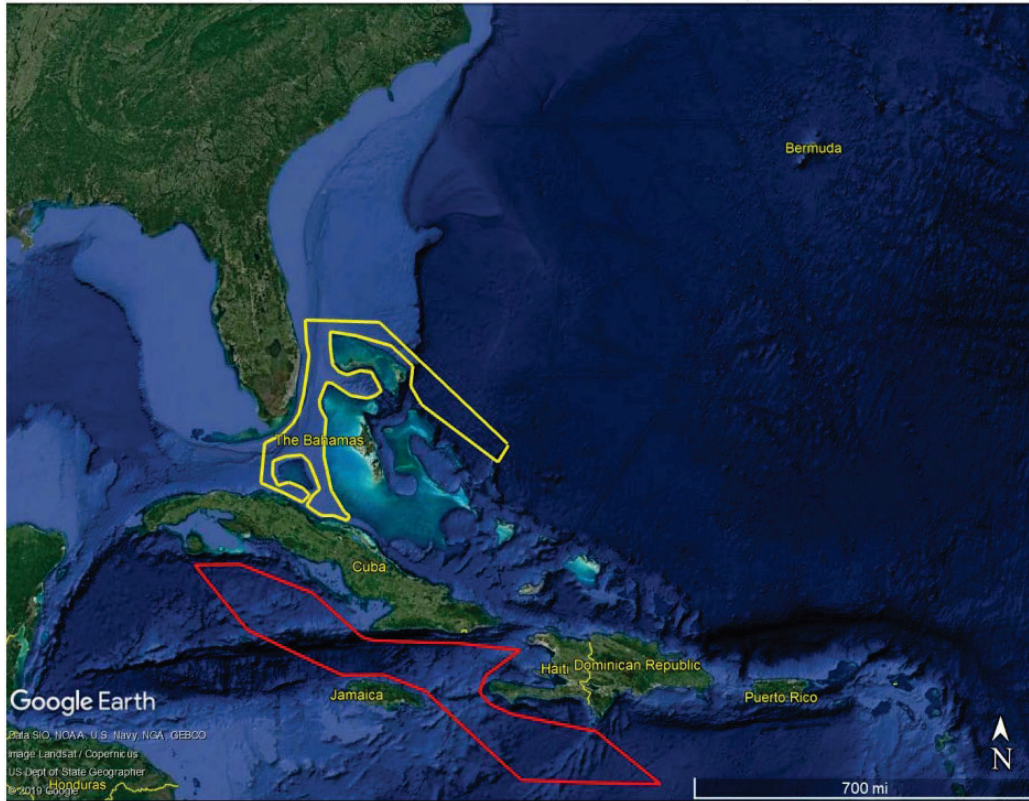 Bermuda
The Bahamas
Cuba
Haiti
Dominican Republic
Jamaica
Puerto Rico
Google Earth
Data SIO, NOAA, U.S. Navy, NGA, GEBCO
Image Landsat / Copernicus
US Dept of State Geographer
© 2019 Google
Honduras
N
700 mi